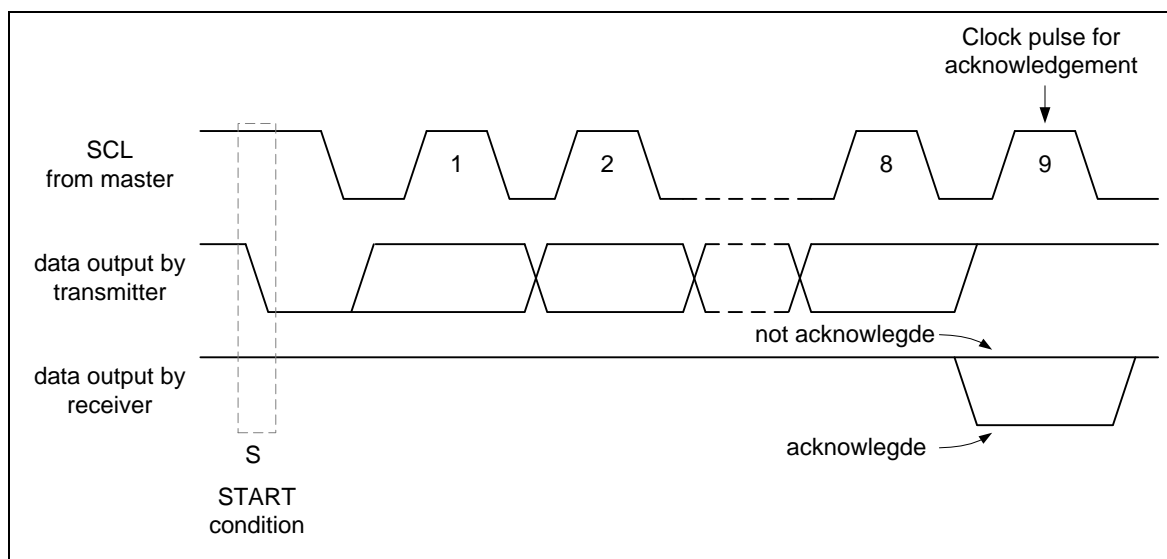 Clock pulse for
acknowledgement
SCL
from master
1
2
8
9
data output by
transmitter
not acknowlegde
data output by
receiver
acknowlegde
S
START
condition